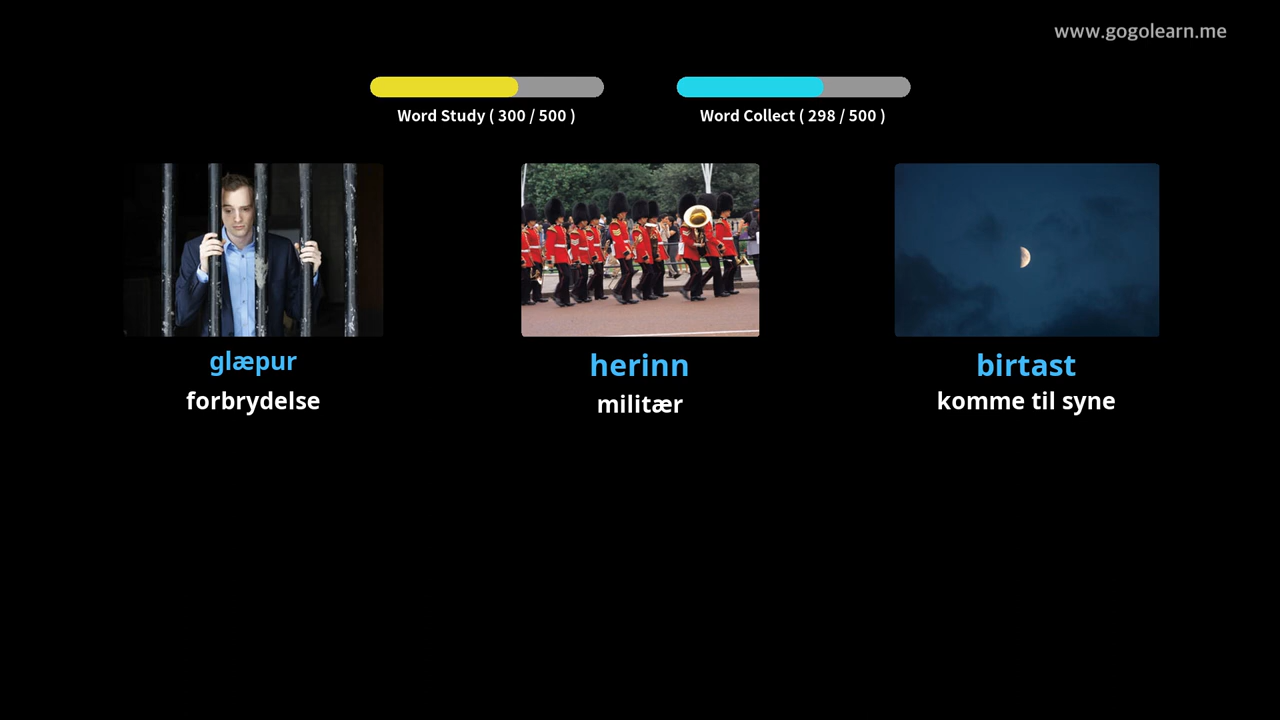 www.gogolearn.me
Word Study ( 300 / 500 )
Word Collect ( 298 / 500 )
glæpur
forbrydelse
herinn
militær
birtast
komme til syne